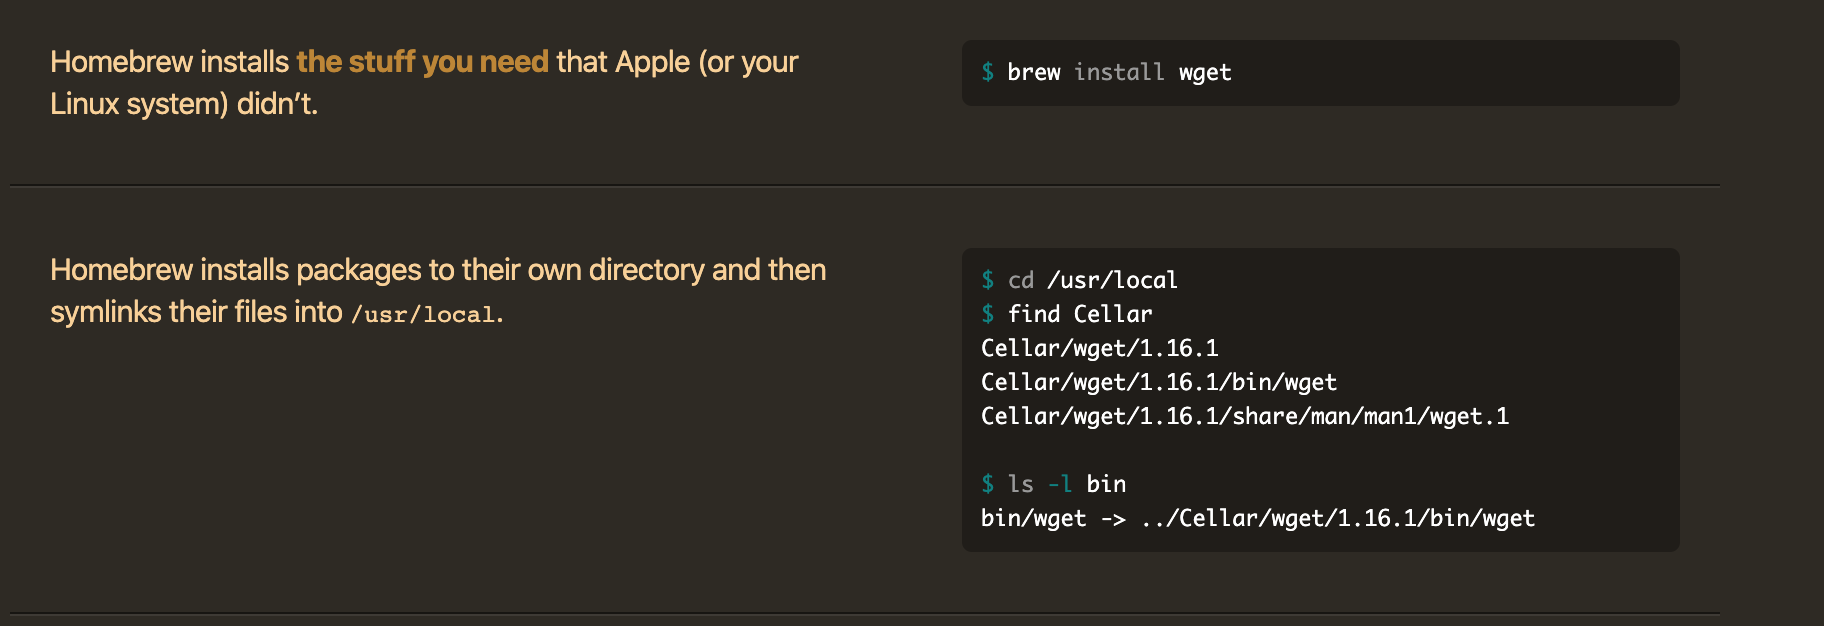 Homebrew installs the stuff you need that Apple (or your
Linux system) didn’t.
$ brew install wget
Homebrew installs packages to their own directory and then
symlinks their files into /usr/local.
$ cd /usr/local
$ find Cellar
Cellar/wget/1.16.1
Cellar/wget/1.16.1/bin/wget
Cellar/wget/1.16.1/share/man/man1/wget.1
$ ls -l bin
bin/wget -> ../Cellar/wget/1.16.1/bin/wget